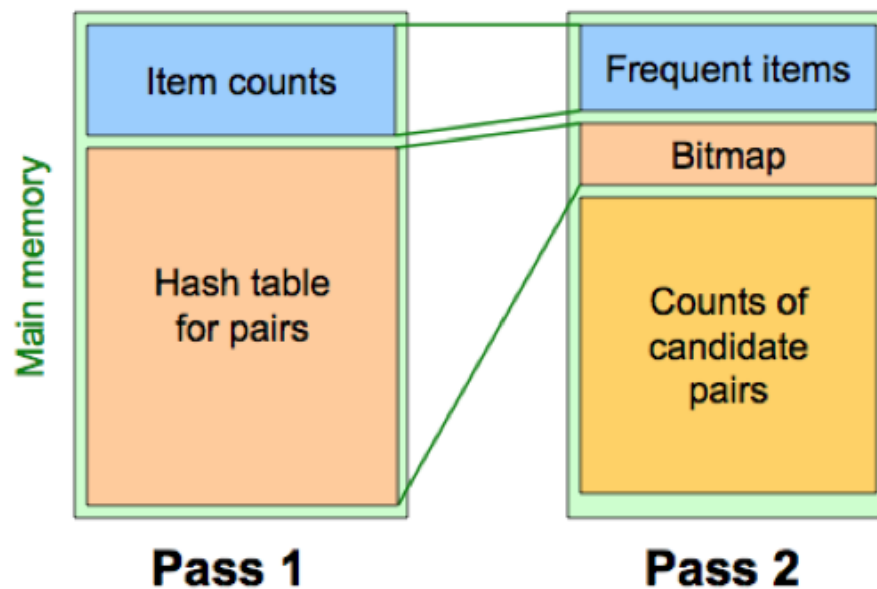 Main memory
Item counts
Hash table
for pairs
Pass 1
Frequent items
Bitmap
Counts of
candidate
pairs
Pass 2